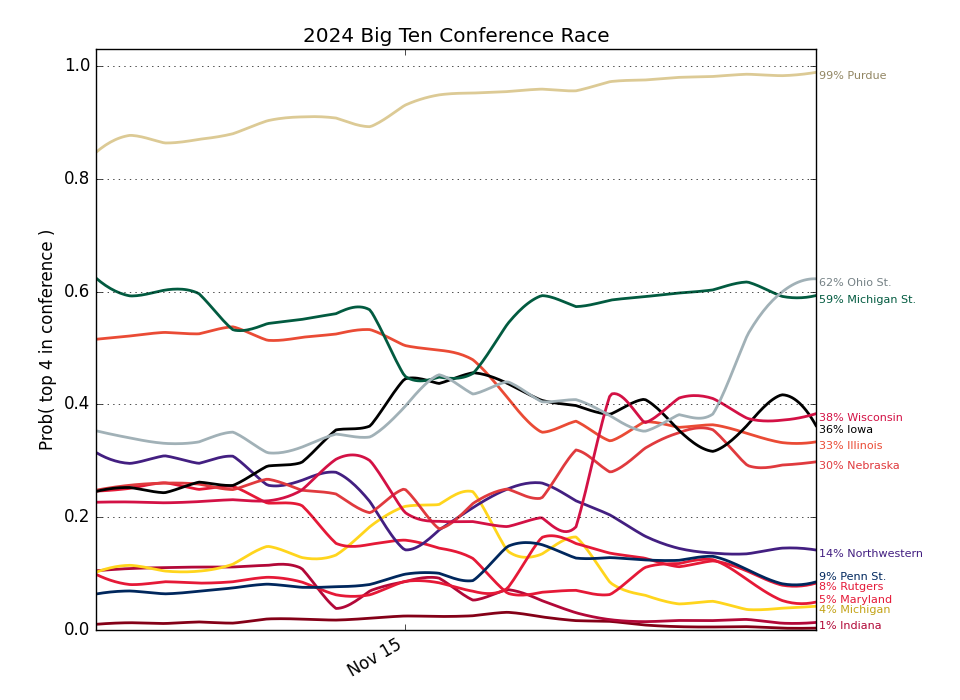 2024 Big Ten Conference Race
1.0
0.8
0.6
0.4
0.2
0.0
Prob( top 4 in conference )
Nov 15
99% Purdue
62% Ohio St.
59% Michigan St.
38% Wisconsin
36% Iowa
33% Illinois
30% Nebraska
14% Northwestern
9% Penn St.
8% Rutgers
5% Maryland
4% Michigan
1% Indiana